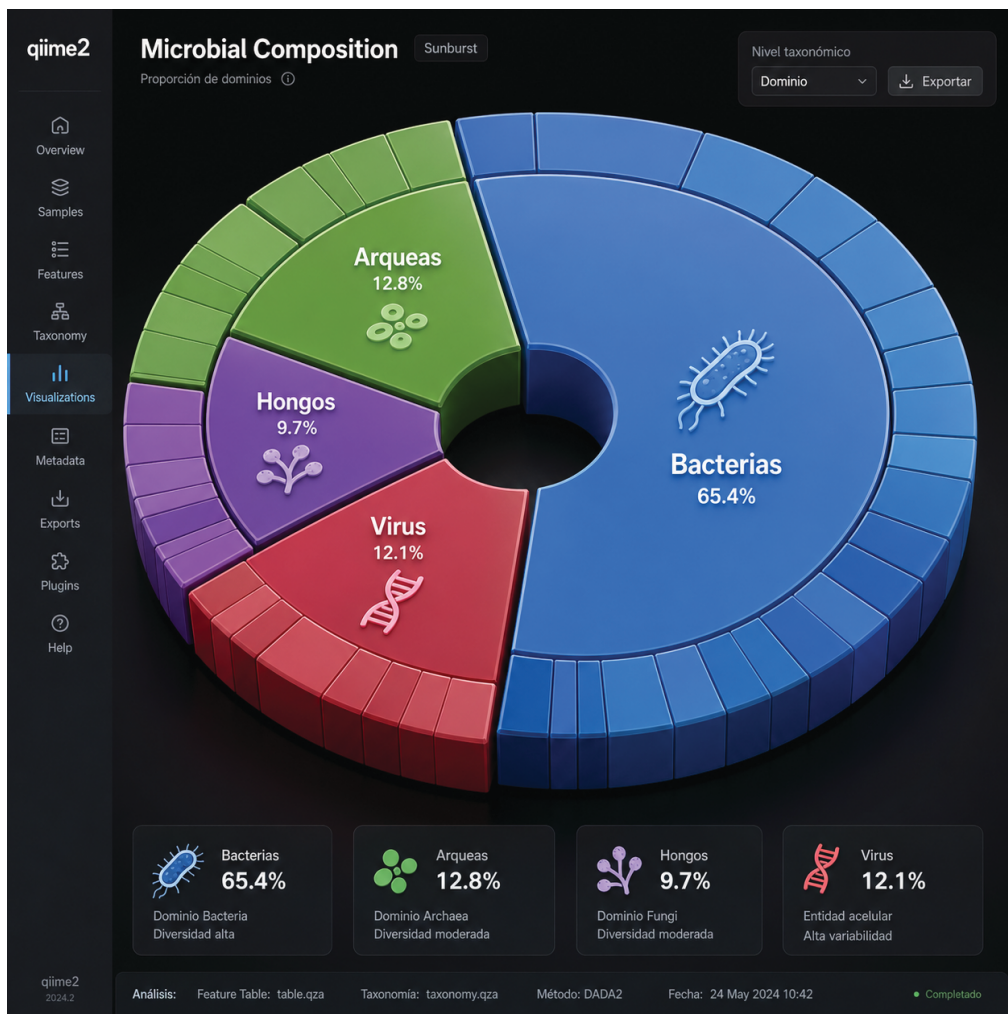 qiime2
Overview
Samples
Features
Taxonomy
Visualizations
Metadata
Exports
Plugins
Help
qiime2
2024.2
Microbial Composition
Sunburst
Proporción de dominios
Nivel taxonómico
Dominio
Exportar
Arqueas
12.8%
Hongos
9.7%
Virus
12.1%
Bacterias
65.4%
Bacterias
65.4%
Dominio Bacteria
Diversidad alta
Arqueas
12.8%
Dominio Archaea
Diversidad moderada
Hongos
9.7%
Dominio Fungi
Diversidad moderada
Virus
12.1%
Entidad acelular
Alta variabilidad
Análisis: Feature Table: table.qza Taxonomía: taxonomy.qza Método: DADA2 Fecha: 24 May 2024 10:42 Completado